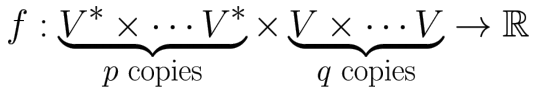 f : V* × ⋯ V* × V × ⋯ V → ℝ
p copies q copies